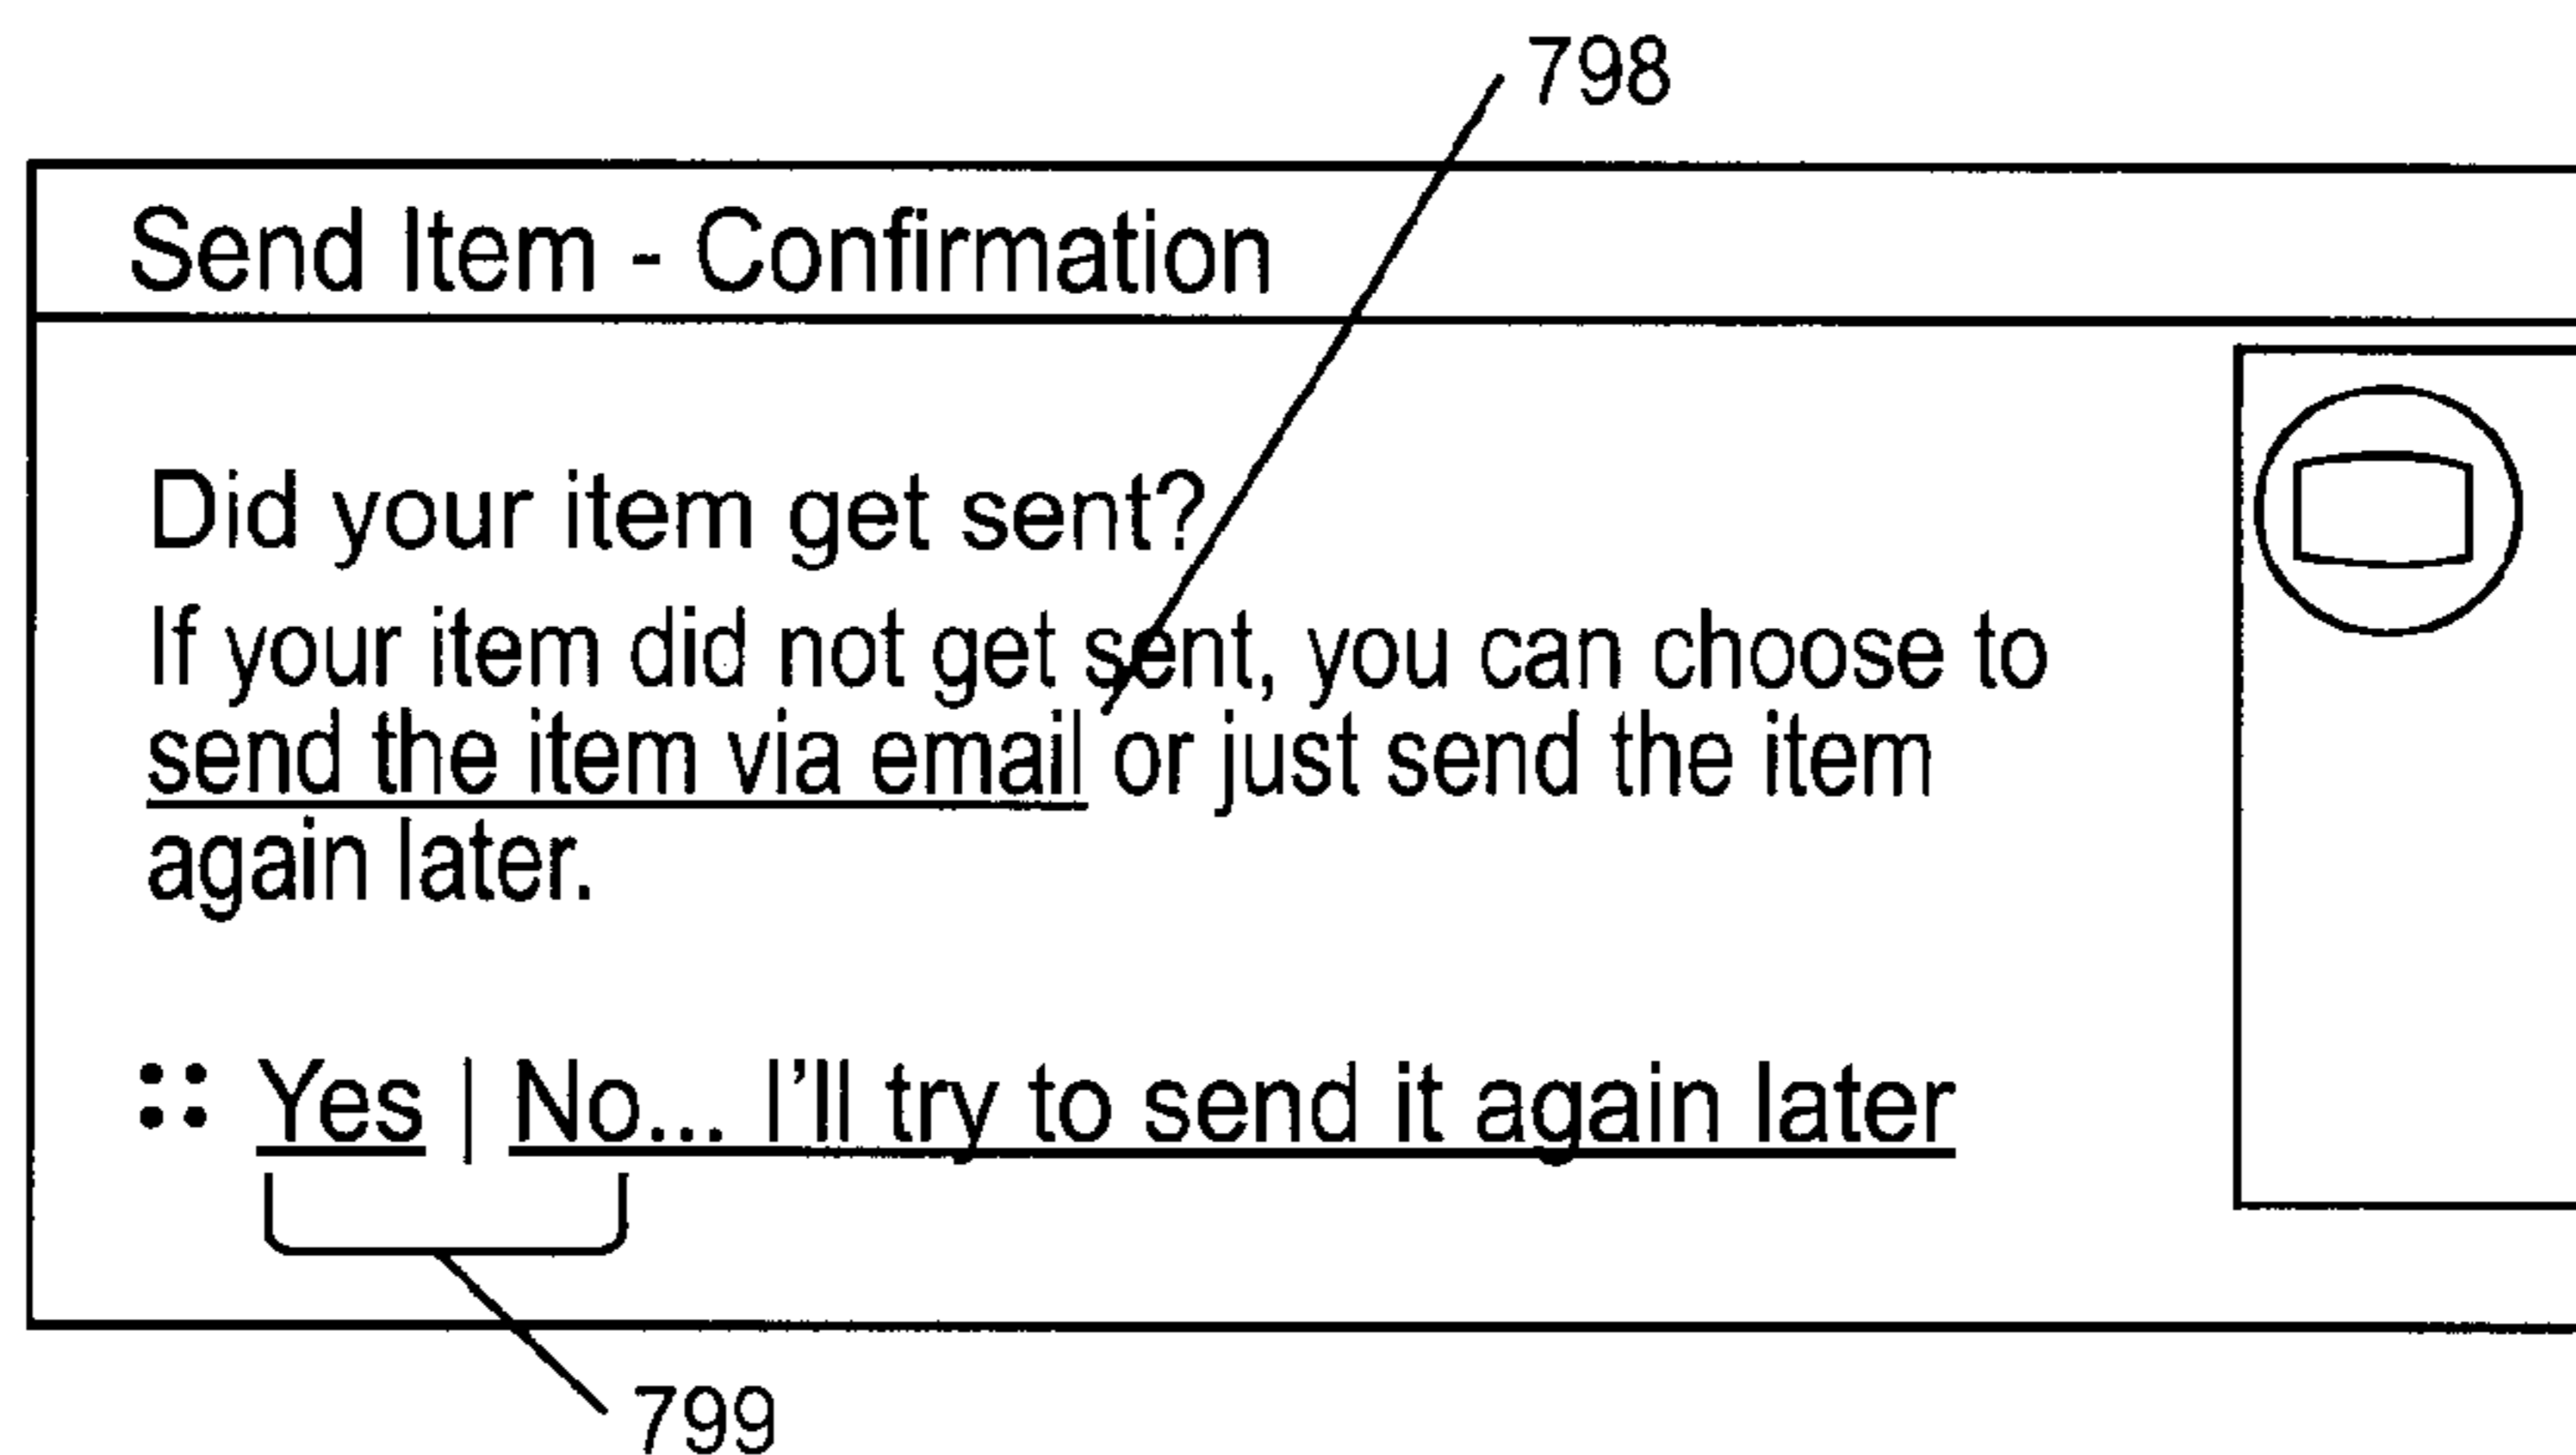 798
Send Item - Confirmation
Did your item get sent?
If your item did not get sent, you can choose to
send the item via email or just send the item
again later.
Yes | No... I'll try to send it again later
799